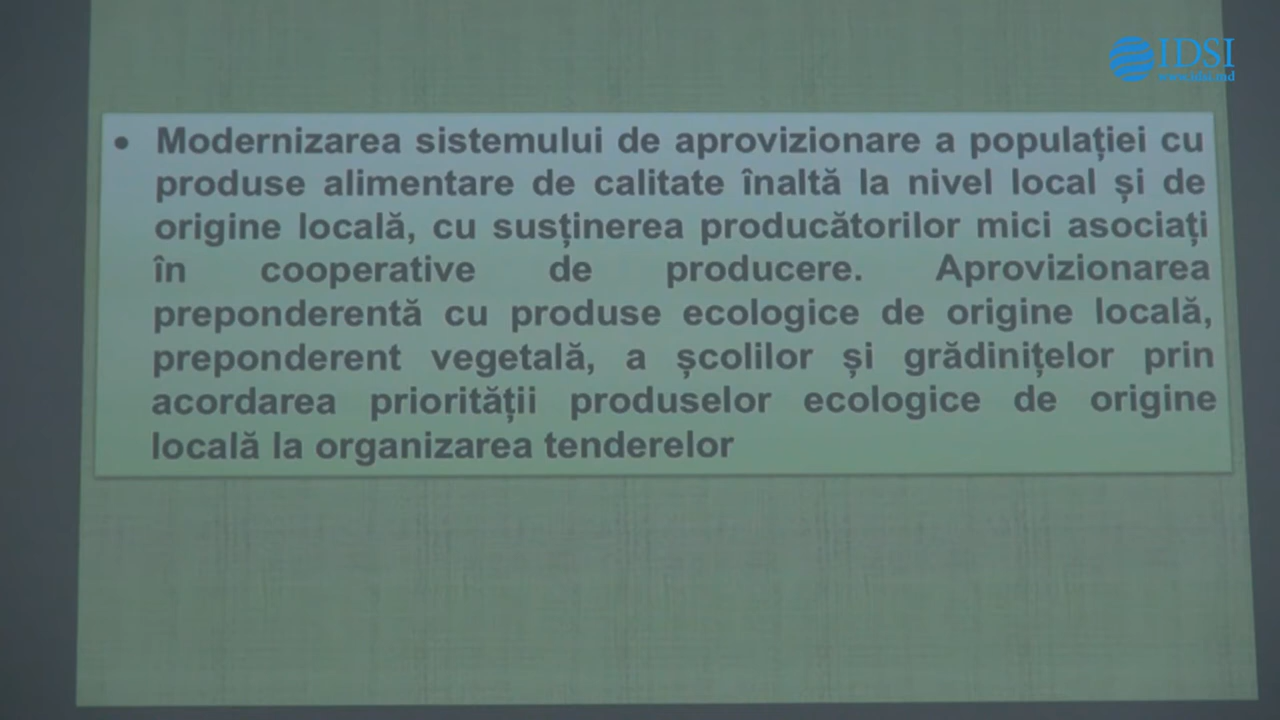 IDSI
www.idsi.md
• Modernizarea sistemului de aprovizionare a populației cu
produse alimentare de calitate înaltă la nivel local și de
origine locală, cu susținerea producătorilor mici asociați
în cooperative de producere. Aprovizionarea
preponderentă cu produse ecologice de origine locală,
preponderent vegetală, a școlilor și grădinițelor prin
acordarea priorității produselor ecologice de origine
locală la organizarea tenderelor